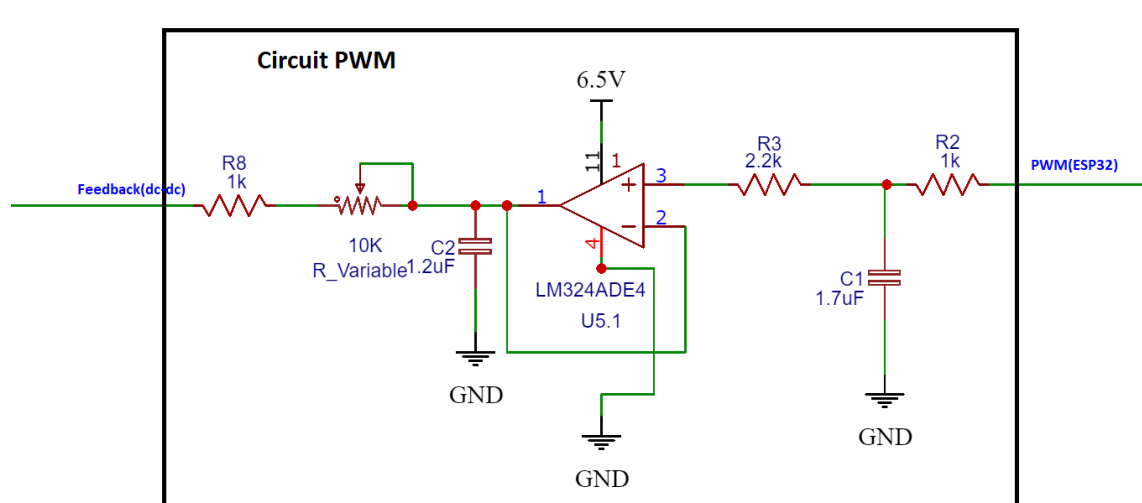 Circuit PWM
6.5V
11
1
R8
1k
Feedback(dc-dc)
1
3
2
4
R3
2.2k
R2
1k
PWM(ESP32)
10K
R_Variable
C2
1.2uF
LM324ADE4
U5.1
C1
1.7uF
GND
GND
GND